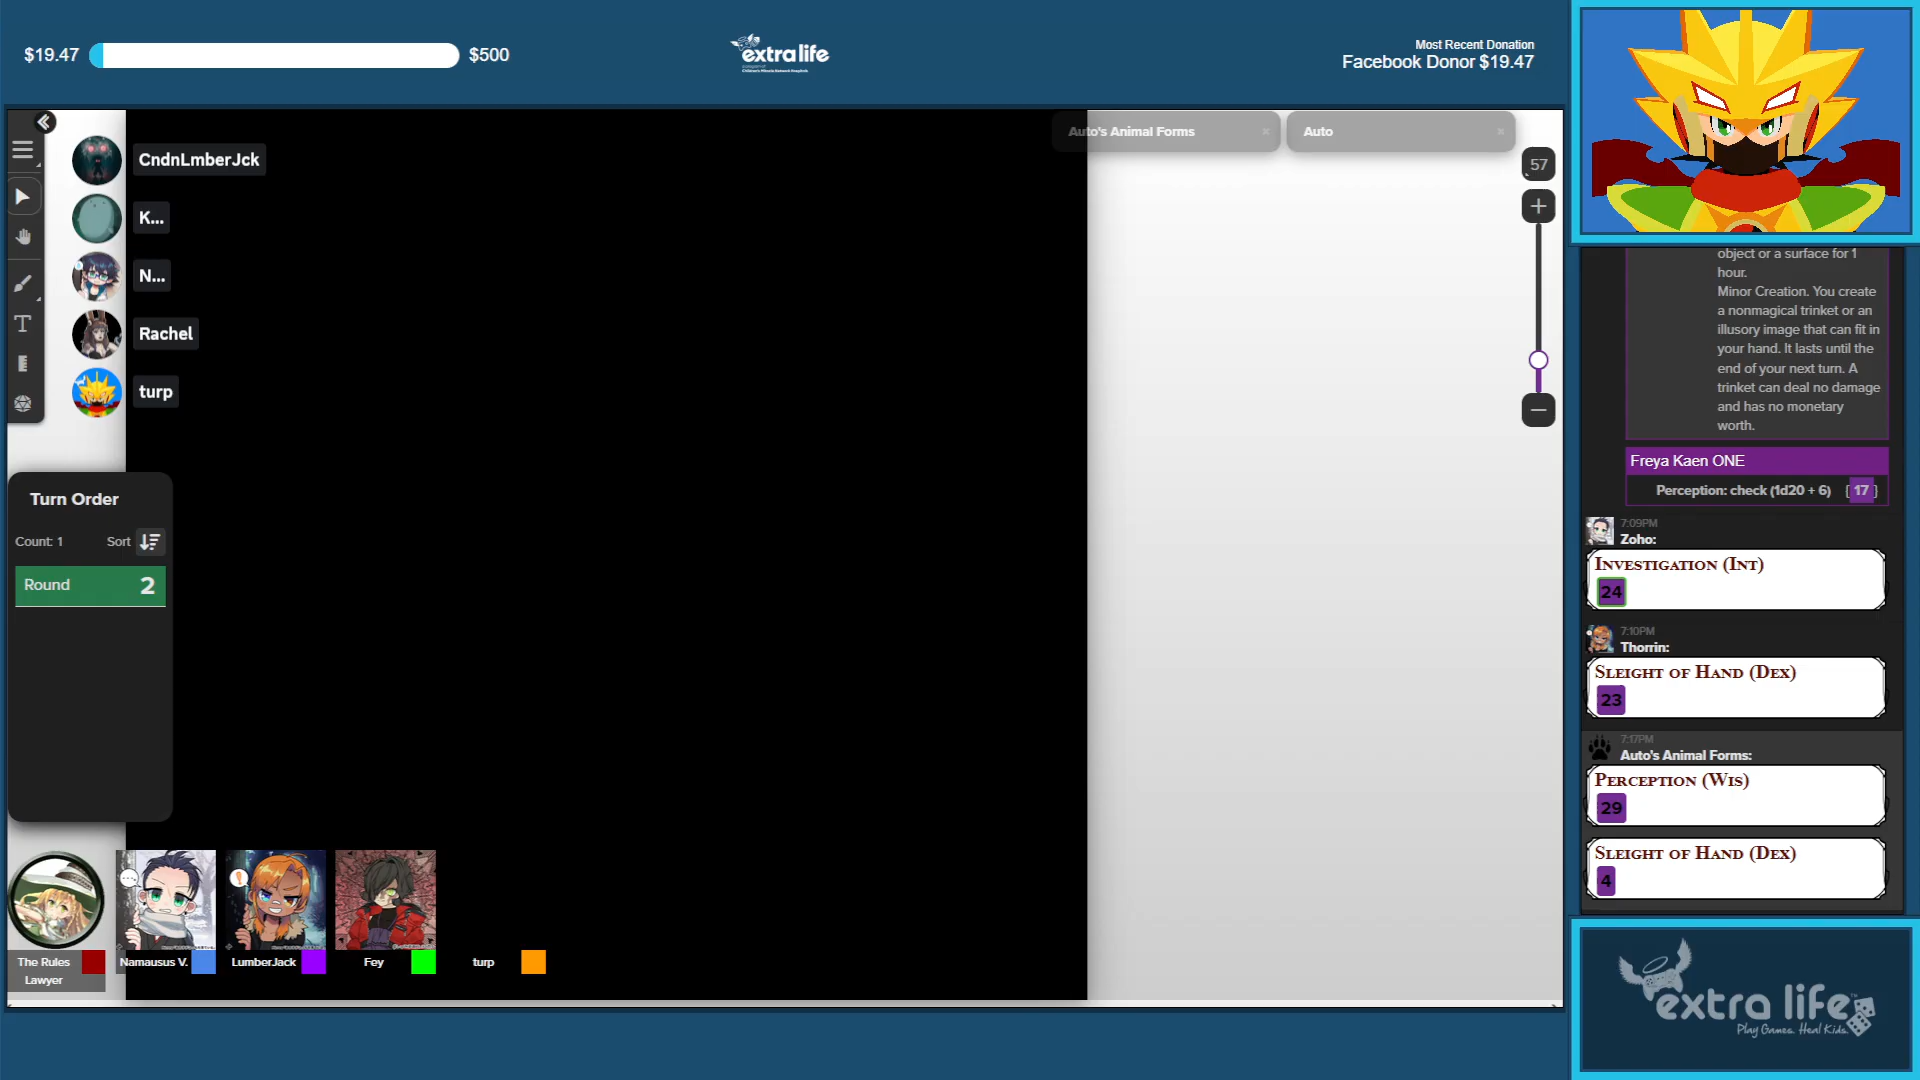 $19.47
$500
extralife
Most Recent Donation
Facebook Donor $19.47
CndnLmberJck
K...
N...
Rachel
turp
Auto's Animal Forms
Auto
57
Turn Order
Count: 1
Sort
Round 2
The Rules
Lawyer
Namausus V.
LumberJack
Fey
turp
object or a surface for 1
hour.
Minor Creation. You create
a nonmagical trinket or an
illusory image that can fit in
your hand. It lasts until the
end of your next turn. A
trinket can deal no damage
and has no monetary
worth.
Freya Kaen ONE
Perception: check (1d20 + 6) [17]
7:09PM
Zoho:
Investigation (Int)
24
7:10PM
Thorrin:
Sleight of Hand (Dex)
23
7:17PM
Auto's Animal Forms:
Perception (Wis)
29
Sleight of Hand (Dex)
4
extra life
Play Games. Heal Kids.